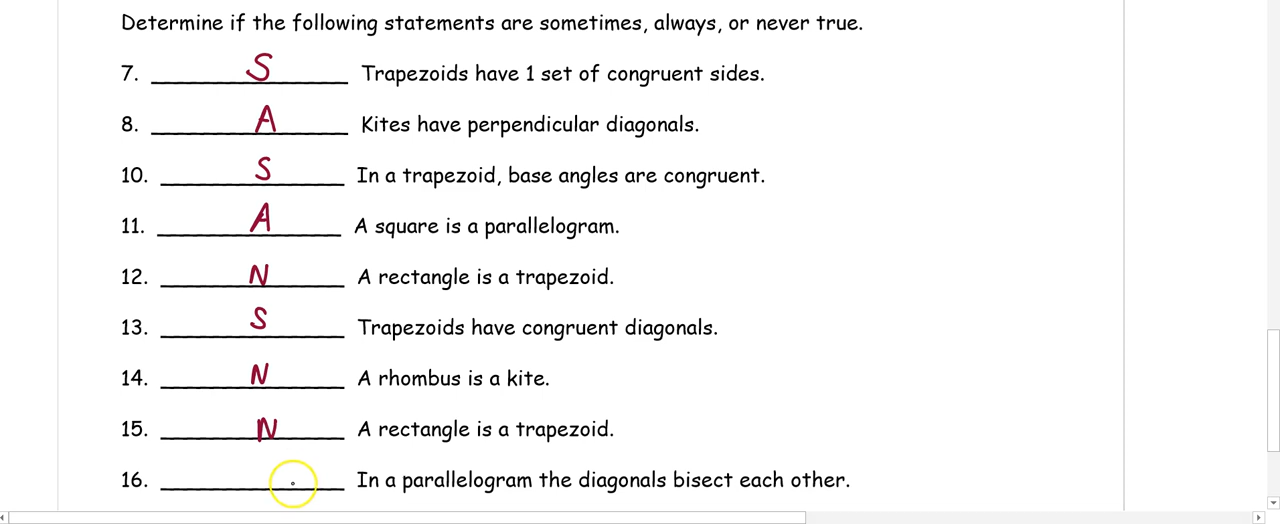 Determine if the following statements are sometimes, always, or never true.
7. S Trapezoids have 1 set of congruent sides.
8. A Kites have perpendicular diagonals.
10. S In a trapezoid, base angles are congruent.
11. A A square is a parallelogram.
12. N A rectangle is a trapezoid.
13. S Trapezoids have congruent diagonals.
14. N A rhombus is a kite.
15. N A rectangle is a trapezoid.
16. In a parallelogram the diagonals bisect each other.